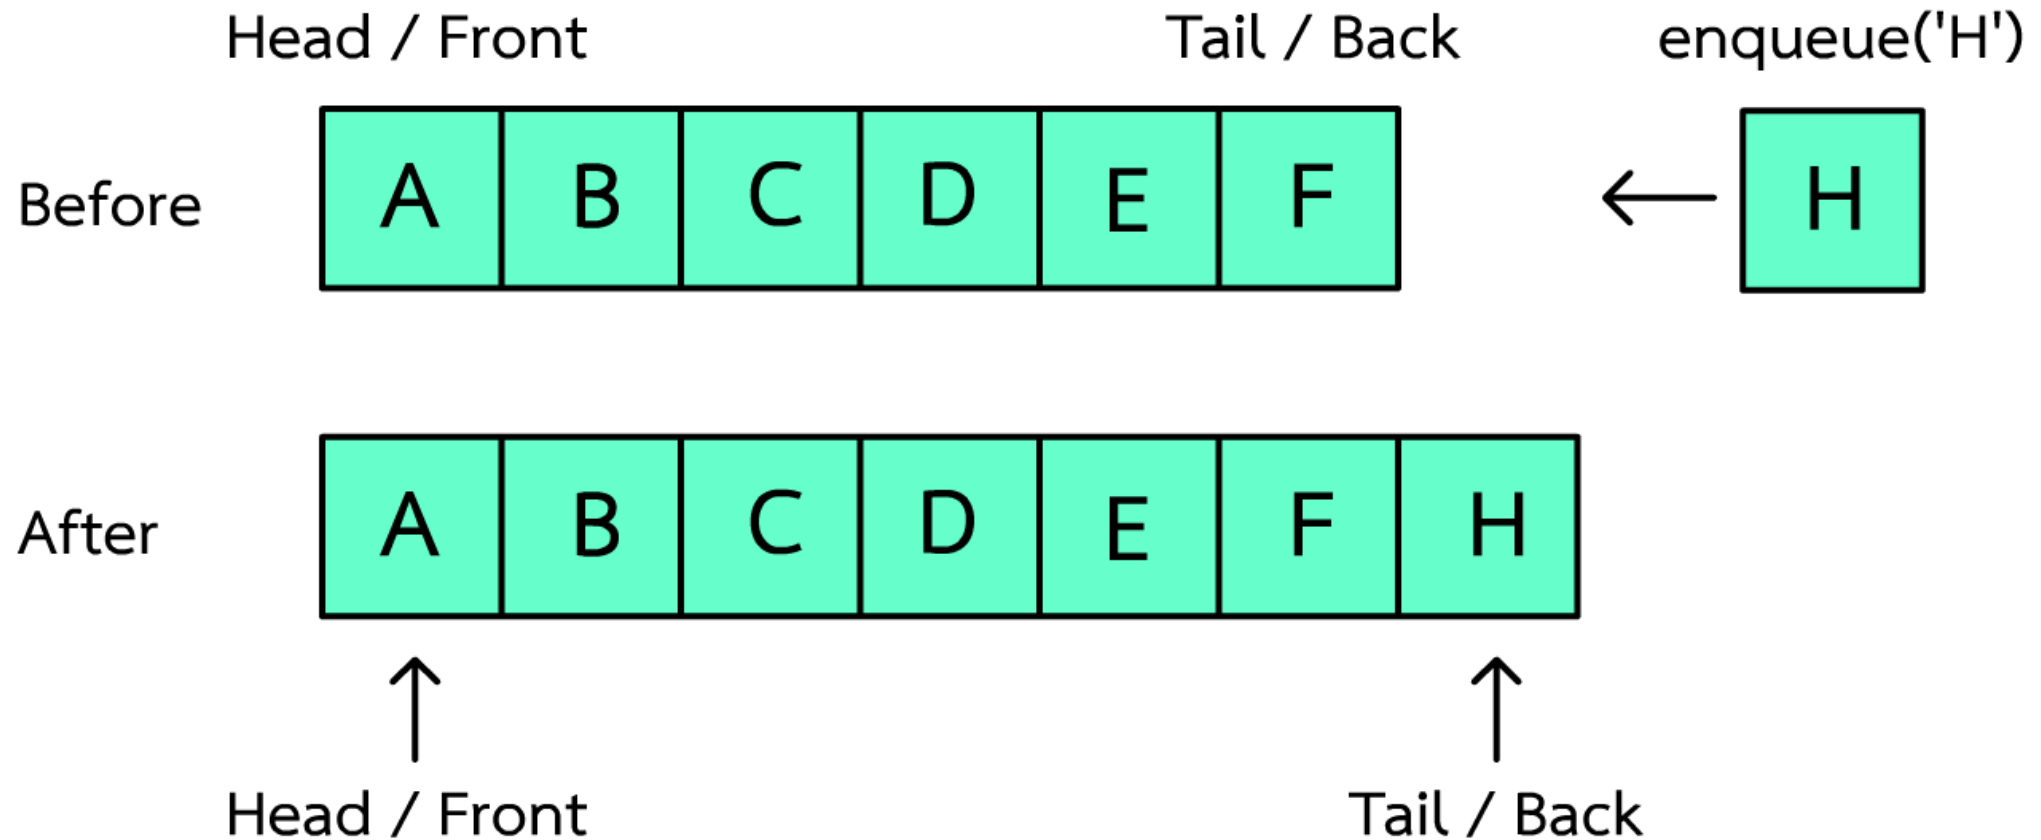 Head / Front Tail / Back enqueue('H')
Before A B C D E F H
After A B C D E F H
Head / Front Tail / Back